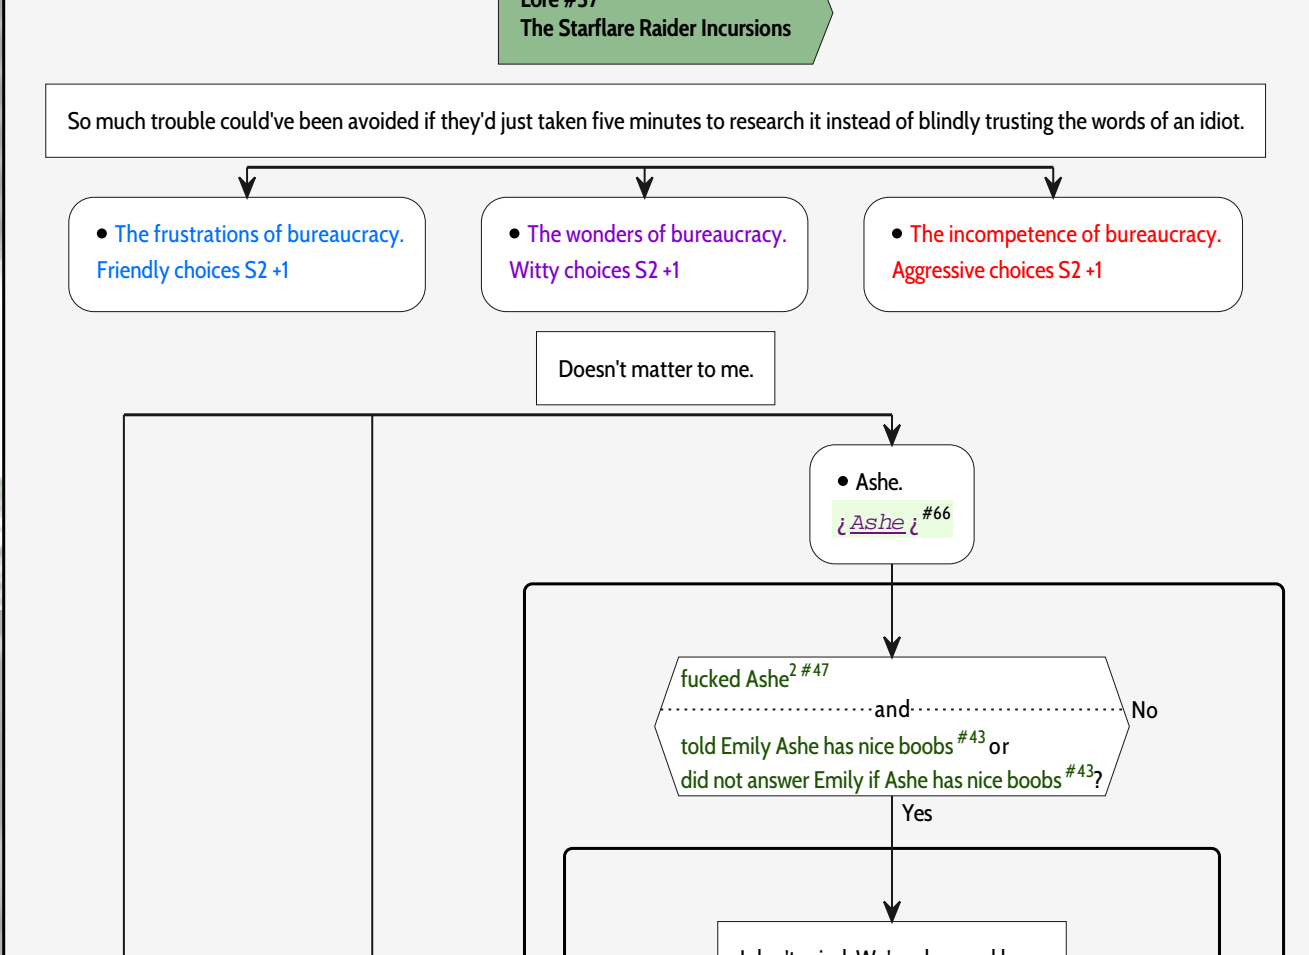 Lore #37
The Starflare Raider Incursions
So much trouble could've been avoided if they'd just taken five minutes to research it instead of blindly trusting the words of an idiot.
• The frustrations of bureaucracy.
Friendly choices S2 +1
• The wonders of bureaucracy.
Witty choices S2 +1
• The incompetence of bureaucracy.
Aggressive choices S2 +1
Doesn't matter to me.
• Ashe.
¿Ashe¿ #66
fucked Ashe2 #47
and
No
told Emily Ashe has nice boobs #43 or
did not answer Emily if Ashe has nice boobs #43?
Yes